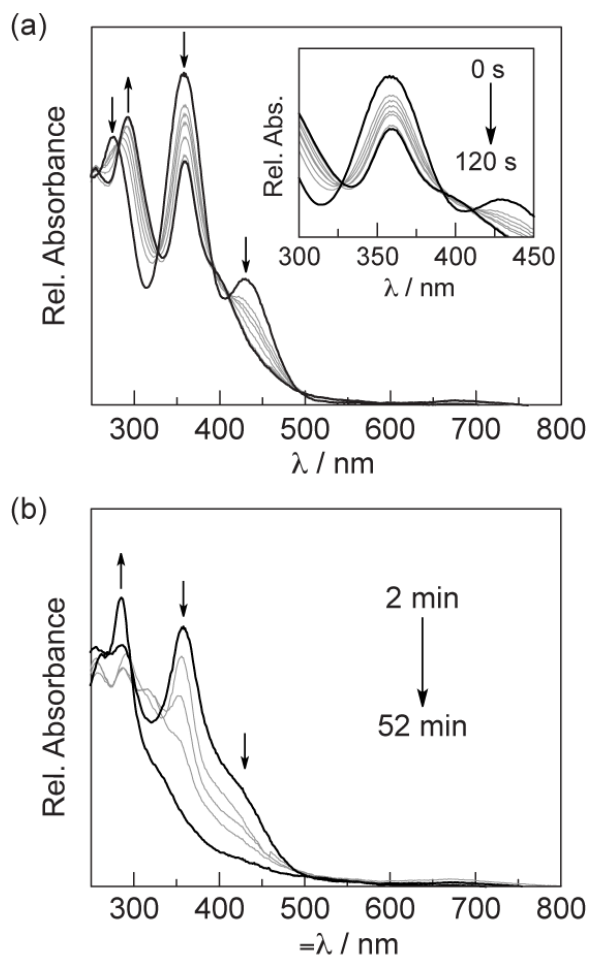 (a)
Rel. Absorbance
Rel. Abs.
0 s
120 s
300 350 400 450
λ / nm
300 400 500 600 700 800
λ / nm
(b)
Rel. Absorbance
2 min
52 min
300 400 500 600 700 800
=λ / nm